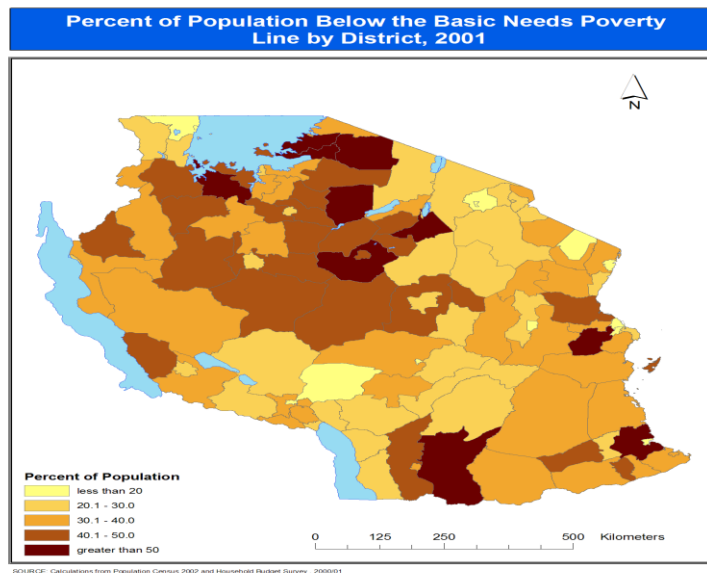 Percent of Population Below the Basic Needs Poverty
Line by District, 2001
N
Percent of Population
less than 20
20.1 - 30.0
30.1 - 40.0
40.1 - 50.0
greater than 50
0 125 250 500 Kilometers
SOURCE: Calculations from Population Census 2002 and Household Budget Survey, 2000/01